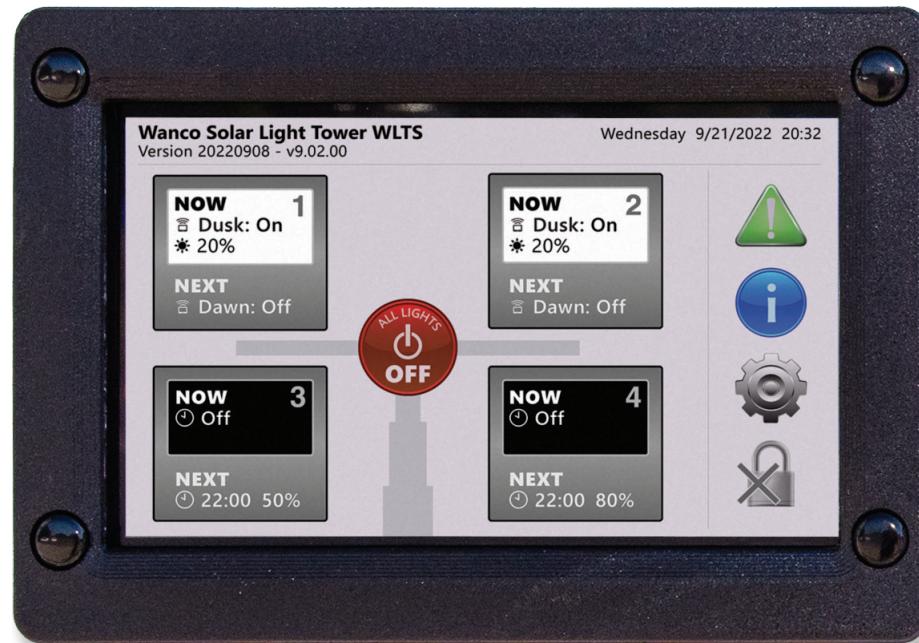 Wanco Solar Light Tower WLTS
Version 20220908 - v9.02.00
Wednesday 9/21/2022 20:32
NOW 1
Dusk: On
20%
NEXT
Dawn: Off
NOW 2
Dusk: On
20%
NEXT
Dawn: Off
ALL LIGHTS
OFF
NOW 3
Off
NEXT
22:00 50%
NOW 4
Off
NEXT
22:00 80%